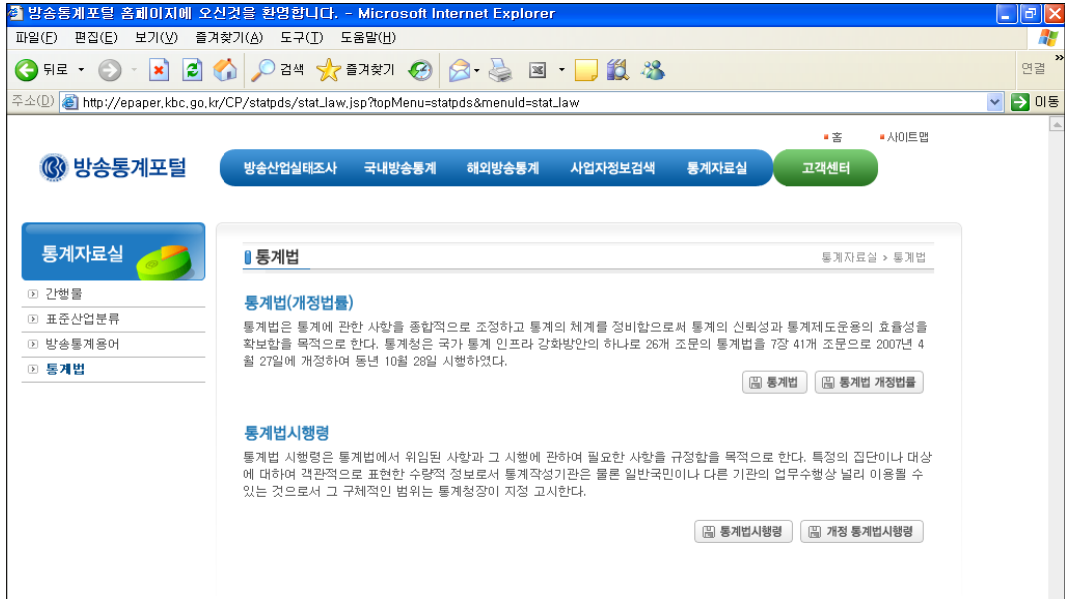 방송통계포털 홈페이지에 오신것을 환영합니다. - Microsoft Internet Explorer
파일(F) 편집(E) 보기(V) 즐겨찾기(A) 도구(T) 도움말(H)
뒤로 검색 즐겨찾기 연결 »
주소(D) http://epaper.kbc.go.kr/CP/statpds/stat_law.jsp?topMenu=statpds&menuId=stat_law 이동
홈 사이트맵
방송통계포털 방송산업실태조사 국내방송통계 해외방송통계 사업자정보검색 통계자료실 고객센터
통계자료실
간행물
표준산업분류
방송통계용어
통계법
통계법 통계자료실 > 통계법
통계법(개정법률)
통계법은 통계에 관한 사항을 종합적으로 조정하고 통계의 체계를 정비함으로써 통계의 신뢰성과 통계제도운용의 효율성을
확보함을 목적으로 한다. 통계청은 국가 통계 인프라 강화방안의 하나로 26개 조문의 통계법을 7장 41개 조문으로 2007년 4
월 27일에 개정하여 동년 10월 28일 시행하였다.
통계법 통계법 개정법률
통계법시행령
통계법 시행령은 통계법에서 위임된 사항과 그 시행에 관하여 필요한 사항을 규정함을 목적으로 한다. 특정의 집단이나 대상
에 대하여 객관적으로 표현한 수량적 정보로서 통계작성기관은 물론 일반국민이나 다른 기관의 업무수행상 널리 이용될 수
있는 것으로서 그 구체적인 범위는 통계청장이 지정 고시한다.
통계법시행령 개정 통계법시행령